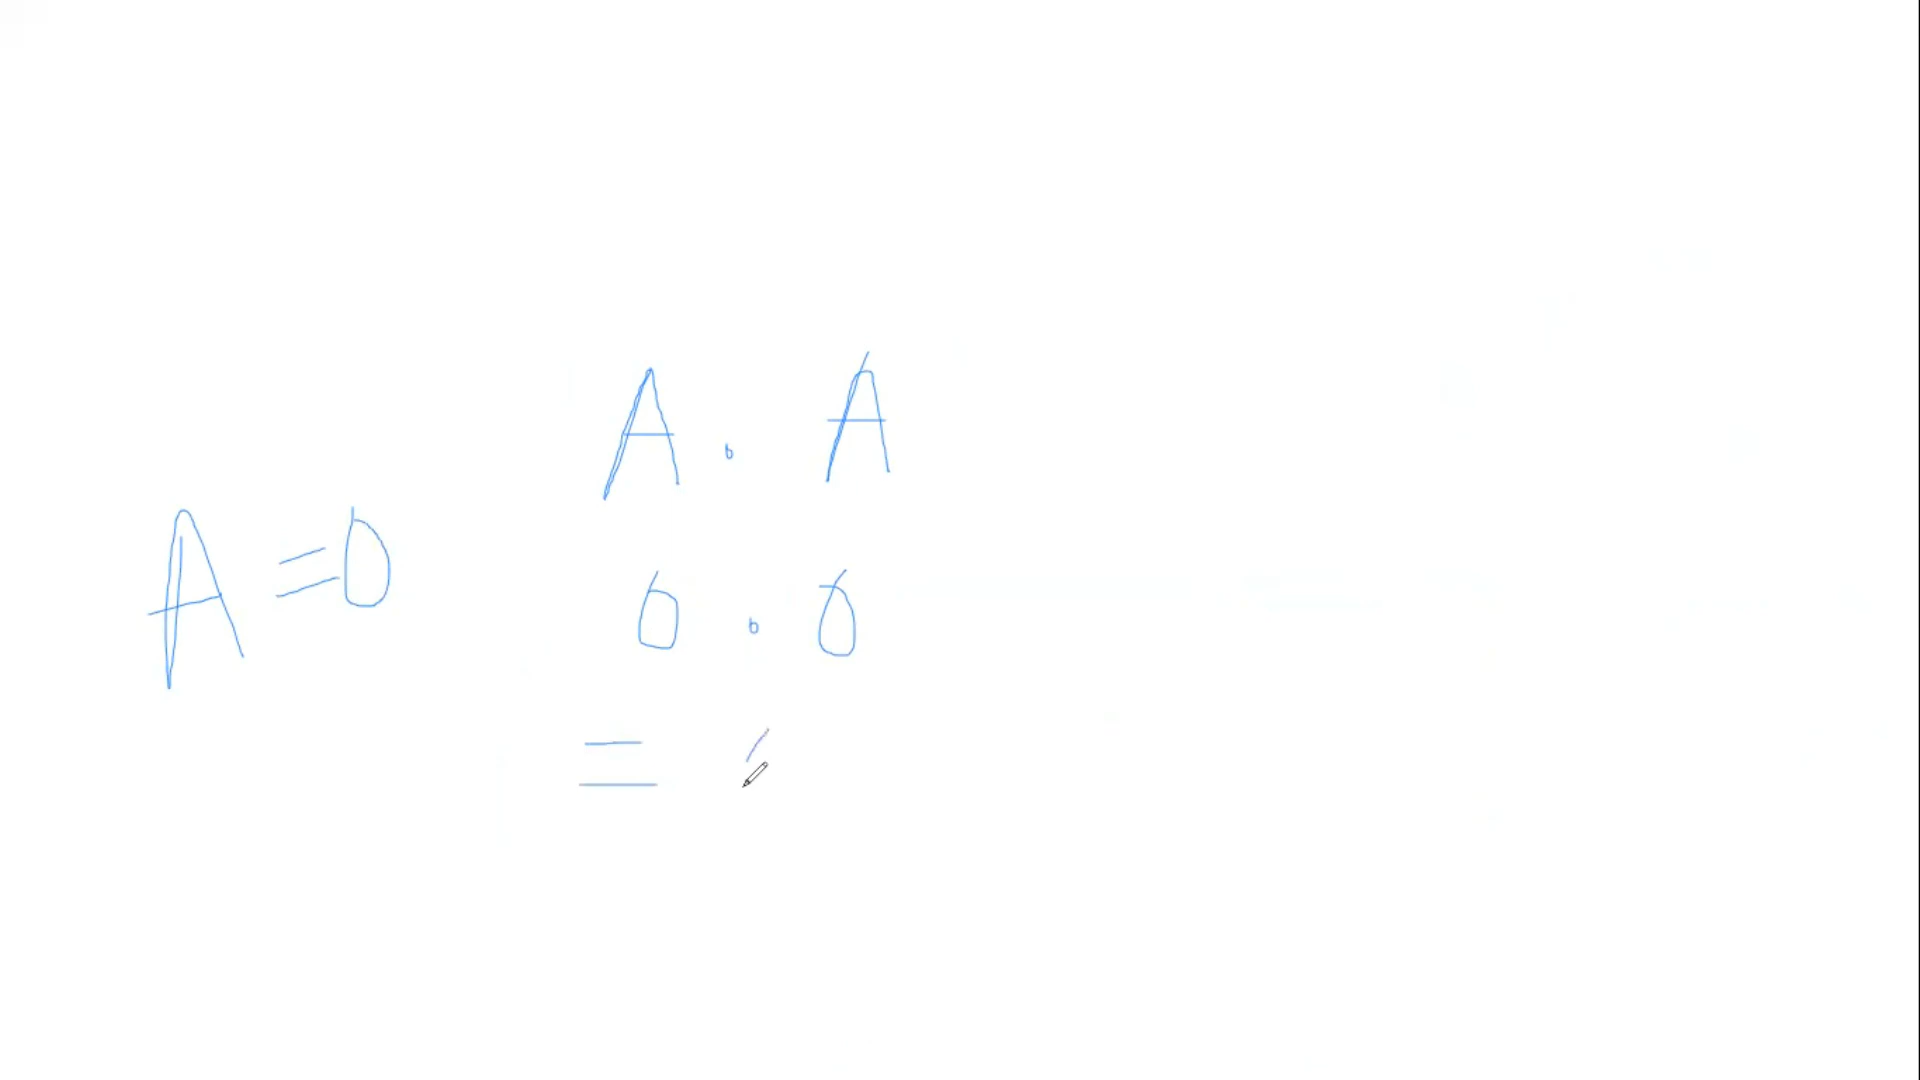 A . A
A = 0
0 . 0
=